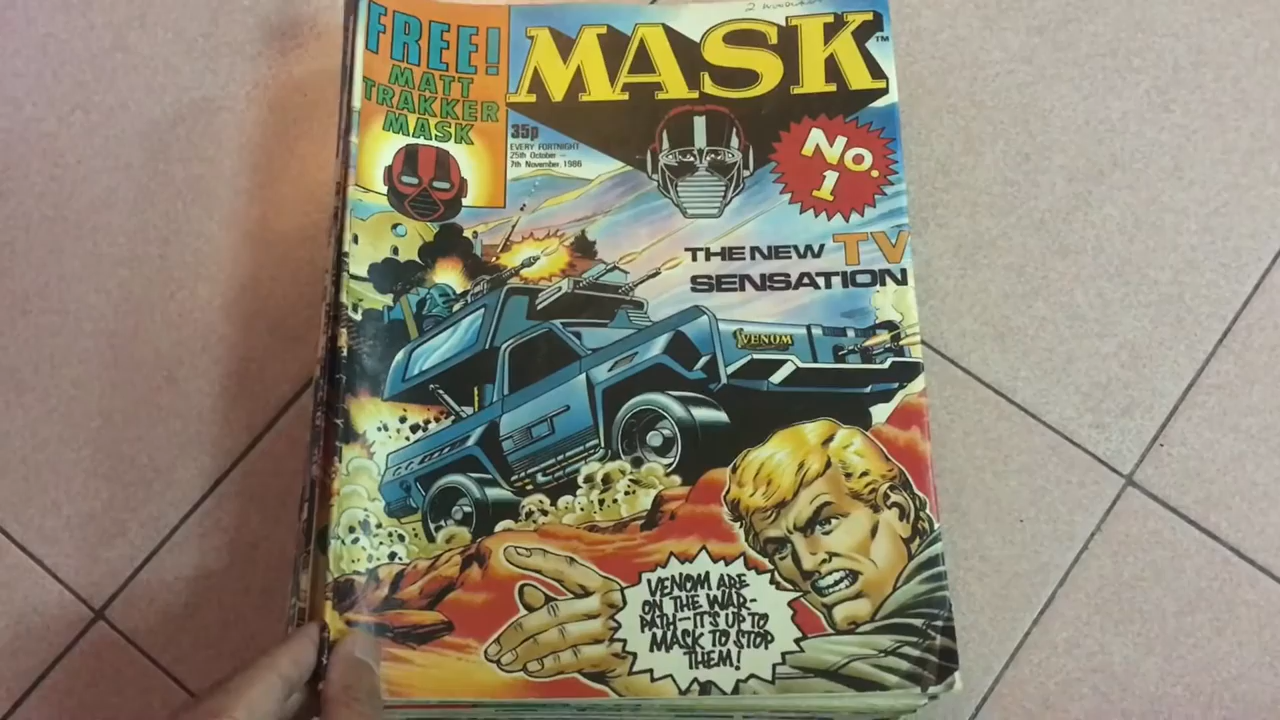 FREE!
MATT
TRAKKER
MASK
MASK
TM
35p
EVERY FORTNIGHT
25th October –
7th November, 1986
No.
1
THE NEW TV
SENSATION
VENOM
VENOM ARE
ON THE WAR-
PATH–IT'S UP TO
MASK TO STOP
THEM!